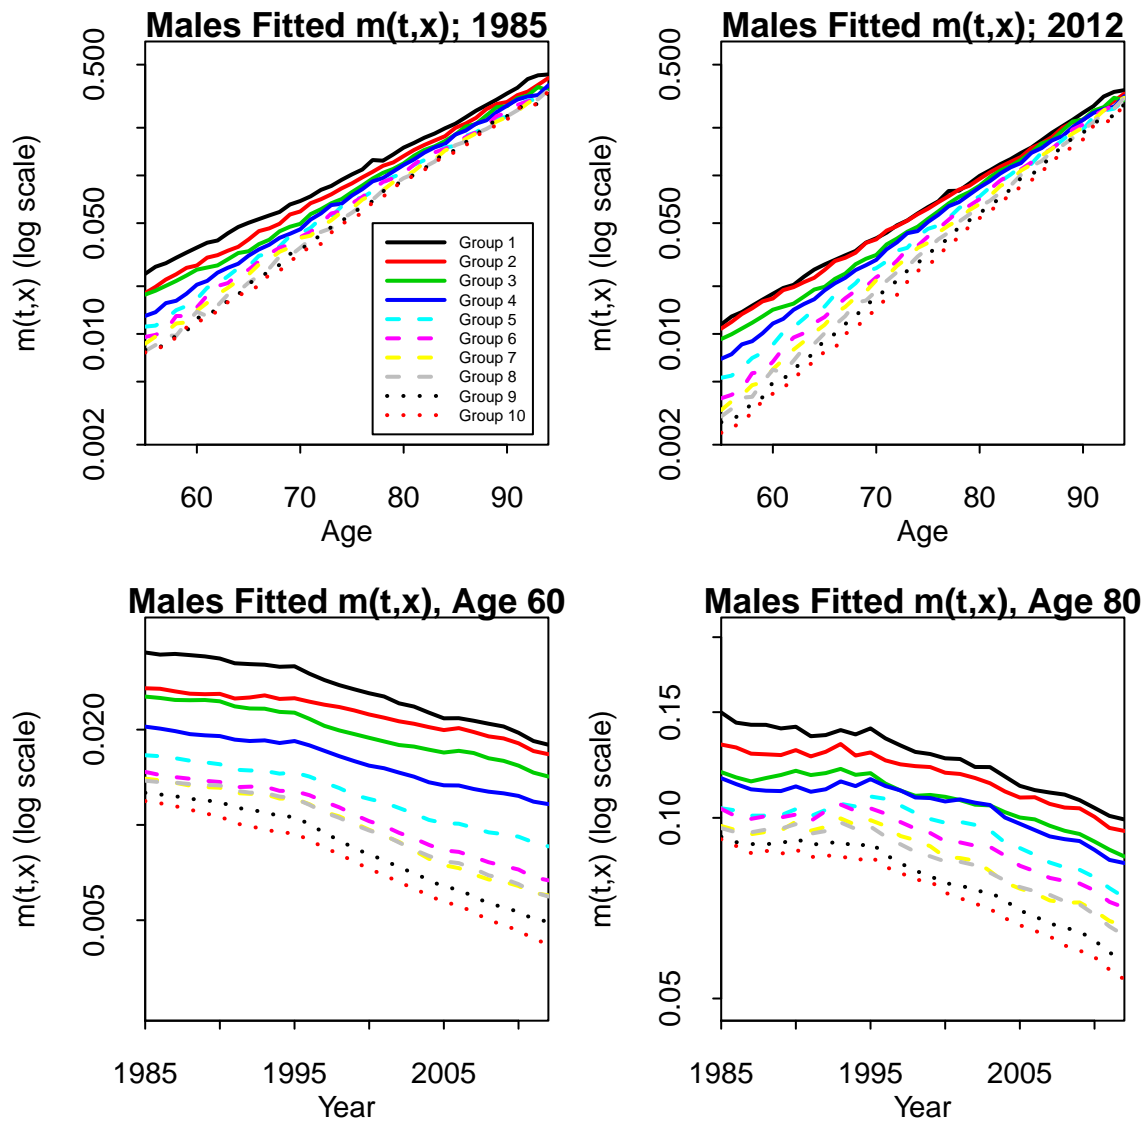 Males Fitted m(t,x); 1985
m(t,x) (log scale)
0.500
0.050
0.010
0.002
Group 1
Group 2
Group 3
Group 4
Group 5
Group 6
Group 7
Group 8
Group 9
Group 10
60 70 80 90
Age
Males Fitted m(t,x); 2012
m(t,x) (log scale)
0.500
0.050
0.010
0.002
60 70 80 90
Age
Males Fitted m(t,x), Age 60
m(t,x) (log scale)
0.020
0.005
1985 1995 2005
Year
Males Fitted m(t,x), Age 80
m(t,x) (log scale)
0.15
0.10
0.05
1985 1995 2005
Year